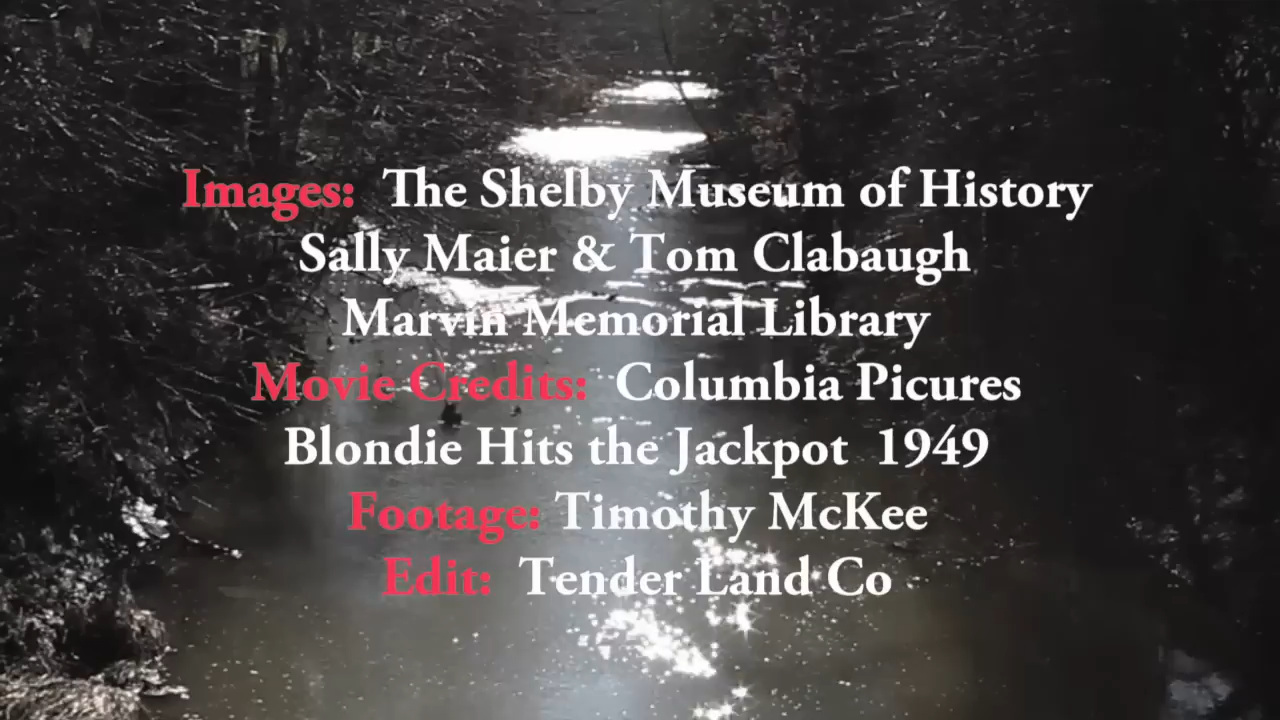 Images: The Shelby Museum of History
Sally Maier & Tom Clabaugh
Marvin Memorial Library
Movie Credits: Columbia Picures
Blondie Hits the Jackpot 1949
Footage: Timothy McKee
Edit: Tender Land Co